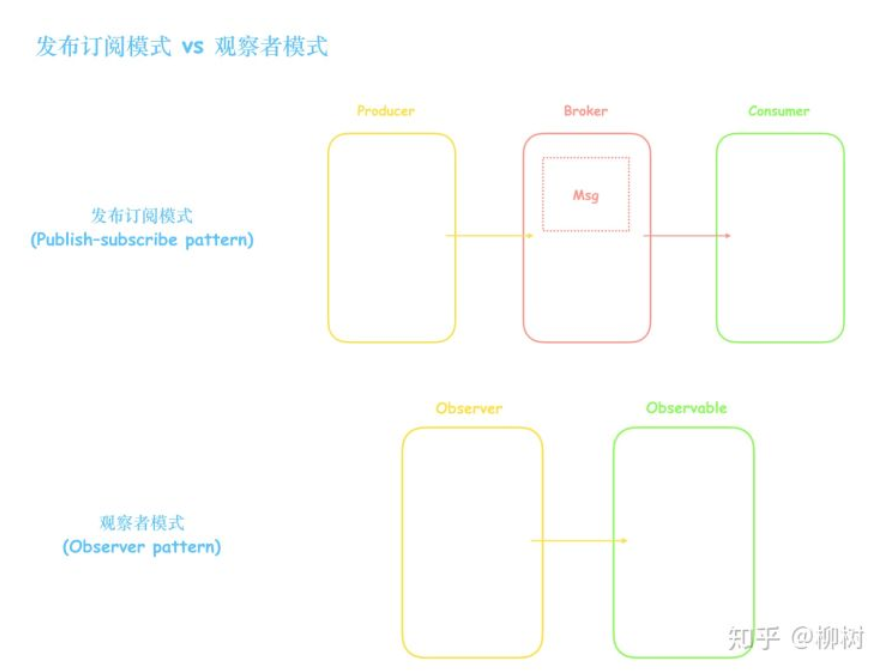 发布订阅模式 vs 观察者模式
Producer
Broker
Consumer
Msg
发布订阅模式
(Publish-subscribe pattern)
Observer
Observable
观察者模式
(Observer pattern)
知乎 @柳树